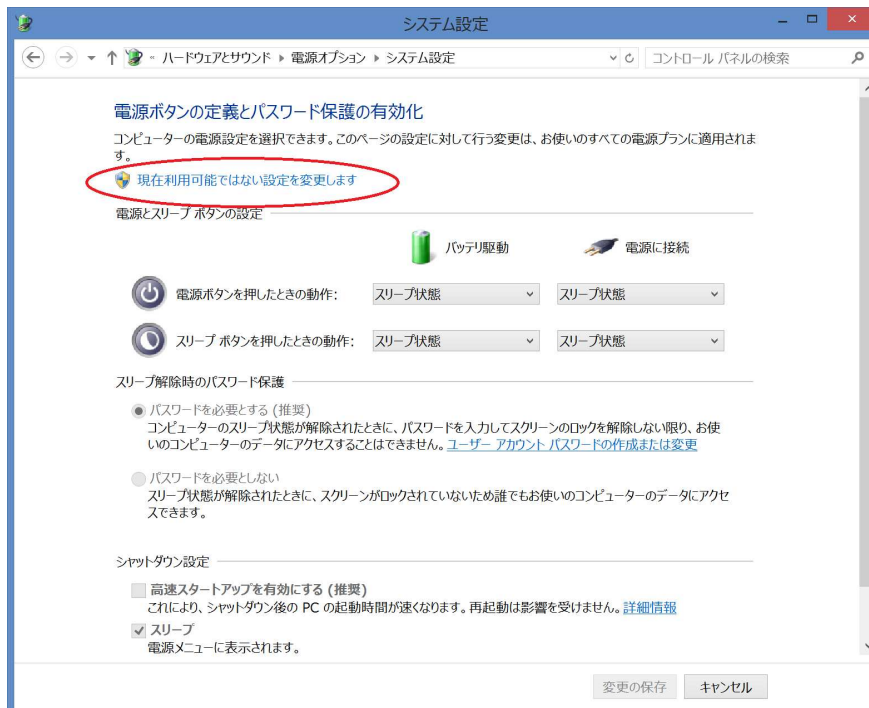 システム設定
« ハードウェアとサウンド ▸ 電源オプション ▸ システム設定
コントロール パネルの検索
電源ボタンの定義とパスワード保護の有効化
コンピューターの電源設定を選択できます。このページの設定に対して行う変更は、お使いのすべての電源プランに適用されま
す。
現在利用可能ではない設定を変更します
電源とスリープ ボタンの設定
バッテリ駆動 電源に接続
電源ボタンを押したときの動作: スリープ状態 スリープ状態
スリープ ボタンを押したときの動作: スリープ状態 スリープ状態
スリープ解除時のパスワード保護
パスワードを必要とする (推奨)
コンピューターのスリープ状態が解除されたときに、パスワードを入力してスクリーンのロックを解除しない限り、お使
いのコンピューターのデータにアクセスすることはできません。ユーザー アカウント パスワードの作成または変更
パスワードを必要としない
スリープ状態が解除されたときに、スクリーンがロックされていないため誰でもお使いのコンピューターのデータにアクセ
スできます。
シャットダウン設定
高速スタートアップを有効にする (推奨)
これにより、シャットダウン後の PC の起動時間が速くなります。再起動は影響を受けません。詳細情報
スリープ
電源メニューに表示されます。
変更の保存 キャンセル